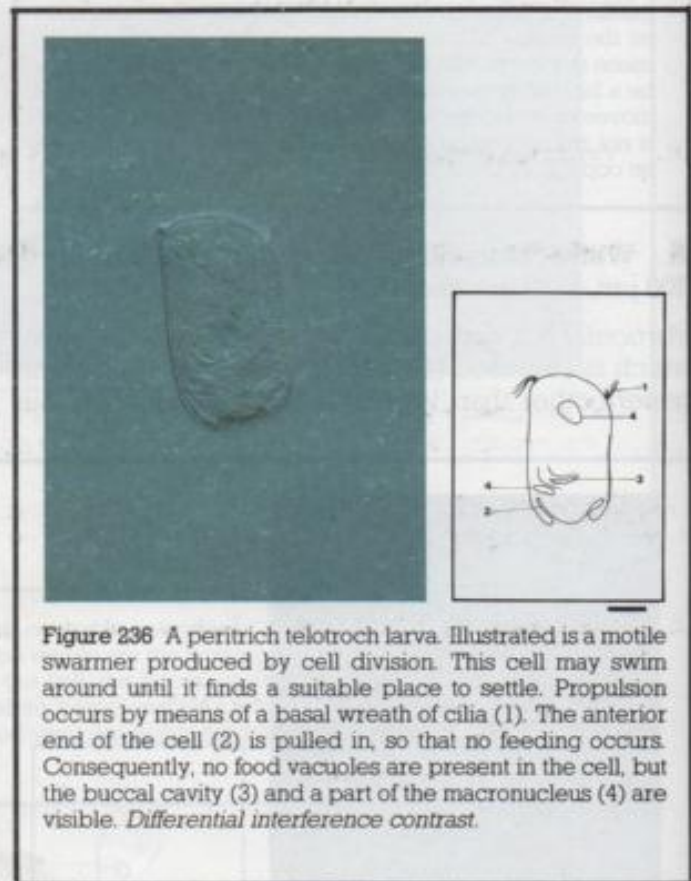 1
4
3
4
2
Figure 236 A peritrich telotroch larva. Illustrated is a motile
swarmer produced by cell division. This cell may swim
around until it finds a suitable place to settle. Propulsion
occurs by means of a basal wreath of cilia (1). The anterior
end of the cell (2) is pulled in, so that no feeding occurs.
Consequently, no food vacuoles are present in the cell, but
the buccal cavity (3) and a part of the macronucleus (4) are
visible. Differential interference contrast.